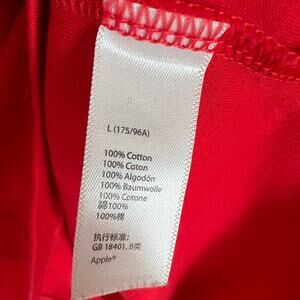 L (175/96A)
100% Cotton
100% Coton
100% Algodón
100% Baumwolle
100% Cotone
綿100%
100%棉
执行标准：
GB 18401, B类
Apple®